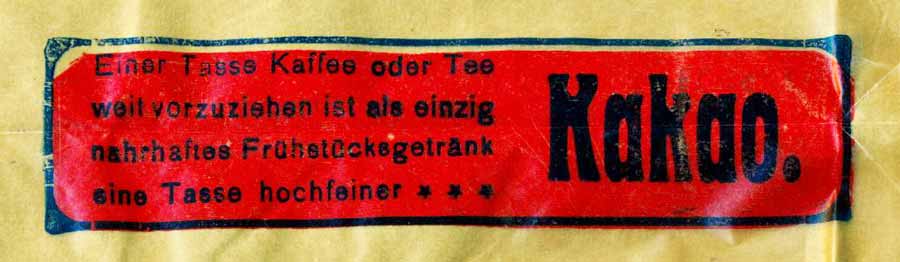 Einer Tasse Kaffee oder Tee
weit vorzuziehen ist als einzig
nahrhaftes Frühstücksgetränk
eine Tasse hochfeiner ★ ★ ★
Kakao.